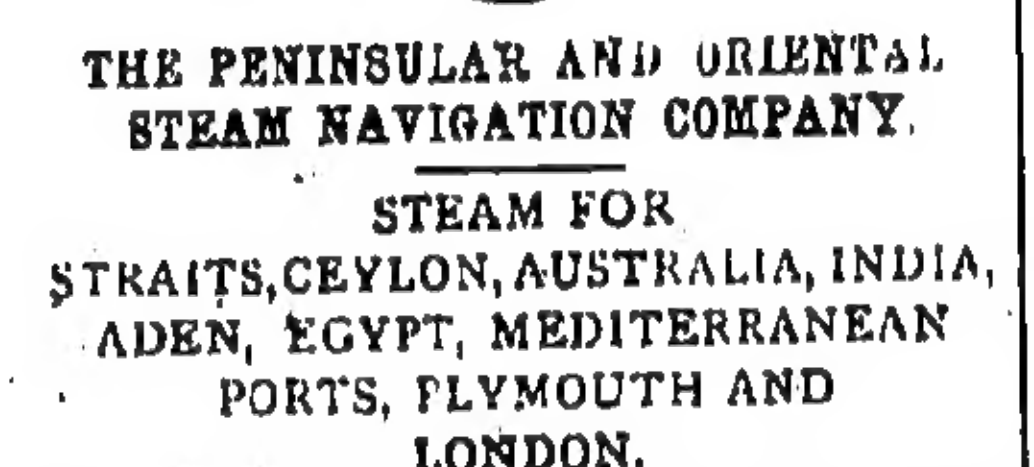 THE PENINSULAR AND ORIENTAL
STEAM NAVIGATION COMPANY.
STEAM FOR
STRAITS, CEYLON, AUSTRALIA, INDIA,
ADEN, EGYPT, MEDITERRANEAN
PORTS, PLYMOUTH AND
LONDON.